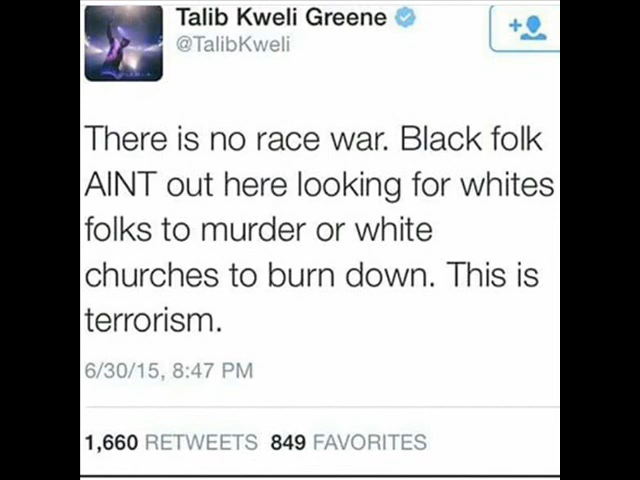 Talib Kweli Greene
@TalibKweli
There is no race war. Black folk
AINT out here looking for whites
folks to murder or white
churches to burn down. This is
terrorism.
6/30/15, 8:47 PM
1,660 RETWEETS 849 FAVORITES